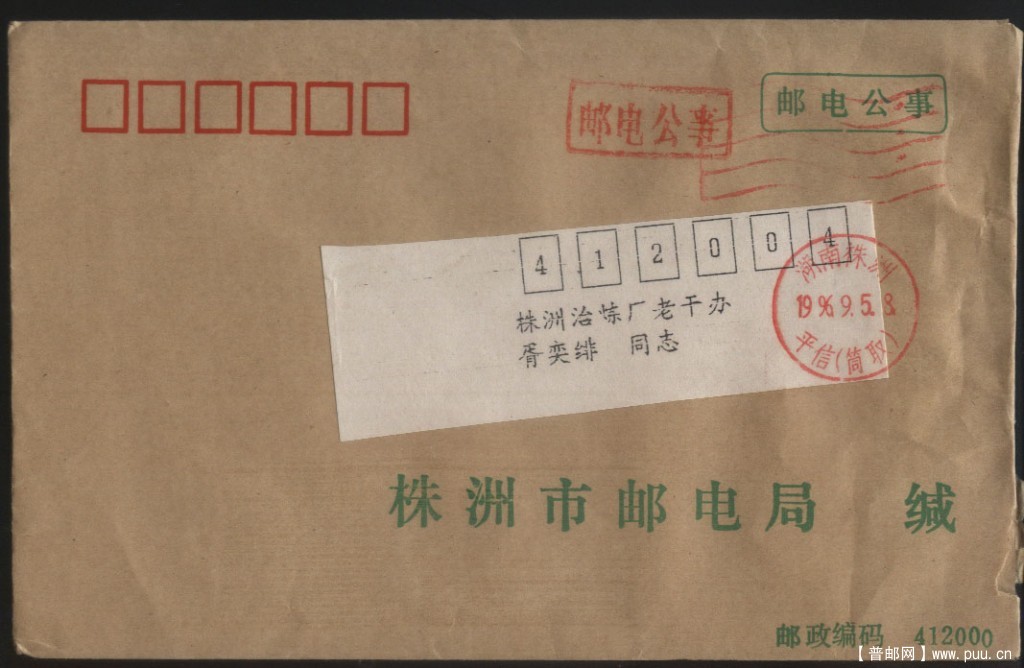 邮电公事
邮电公事
412004
株洲冶炼厂老干办
胥奕绯 同志
湖南株洲
1996.9.5.8.
平信(筒取)
株洲市邮电局 缄
邮政编码 412000
【普邮网】www.puu.cn